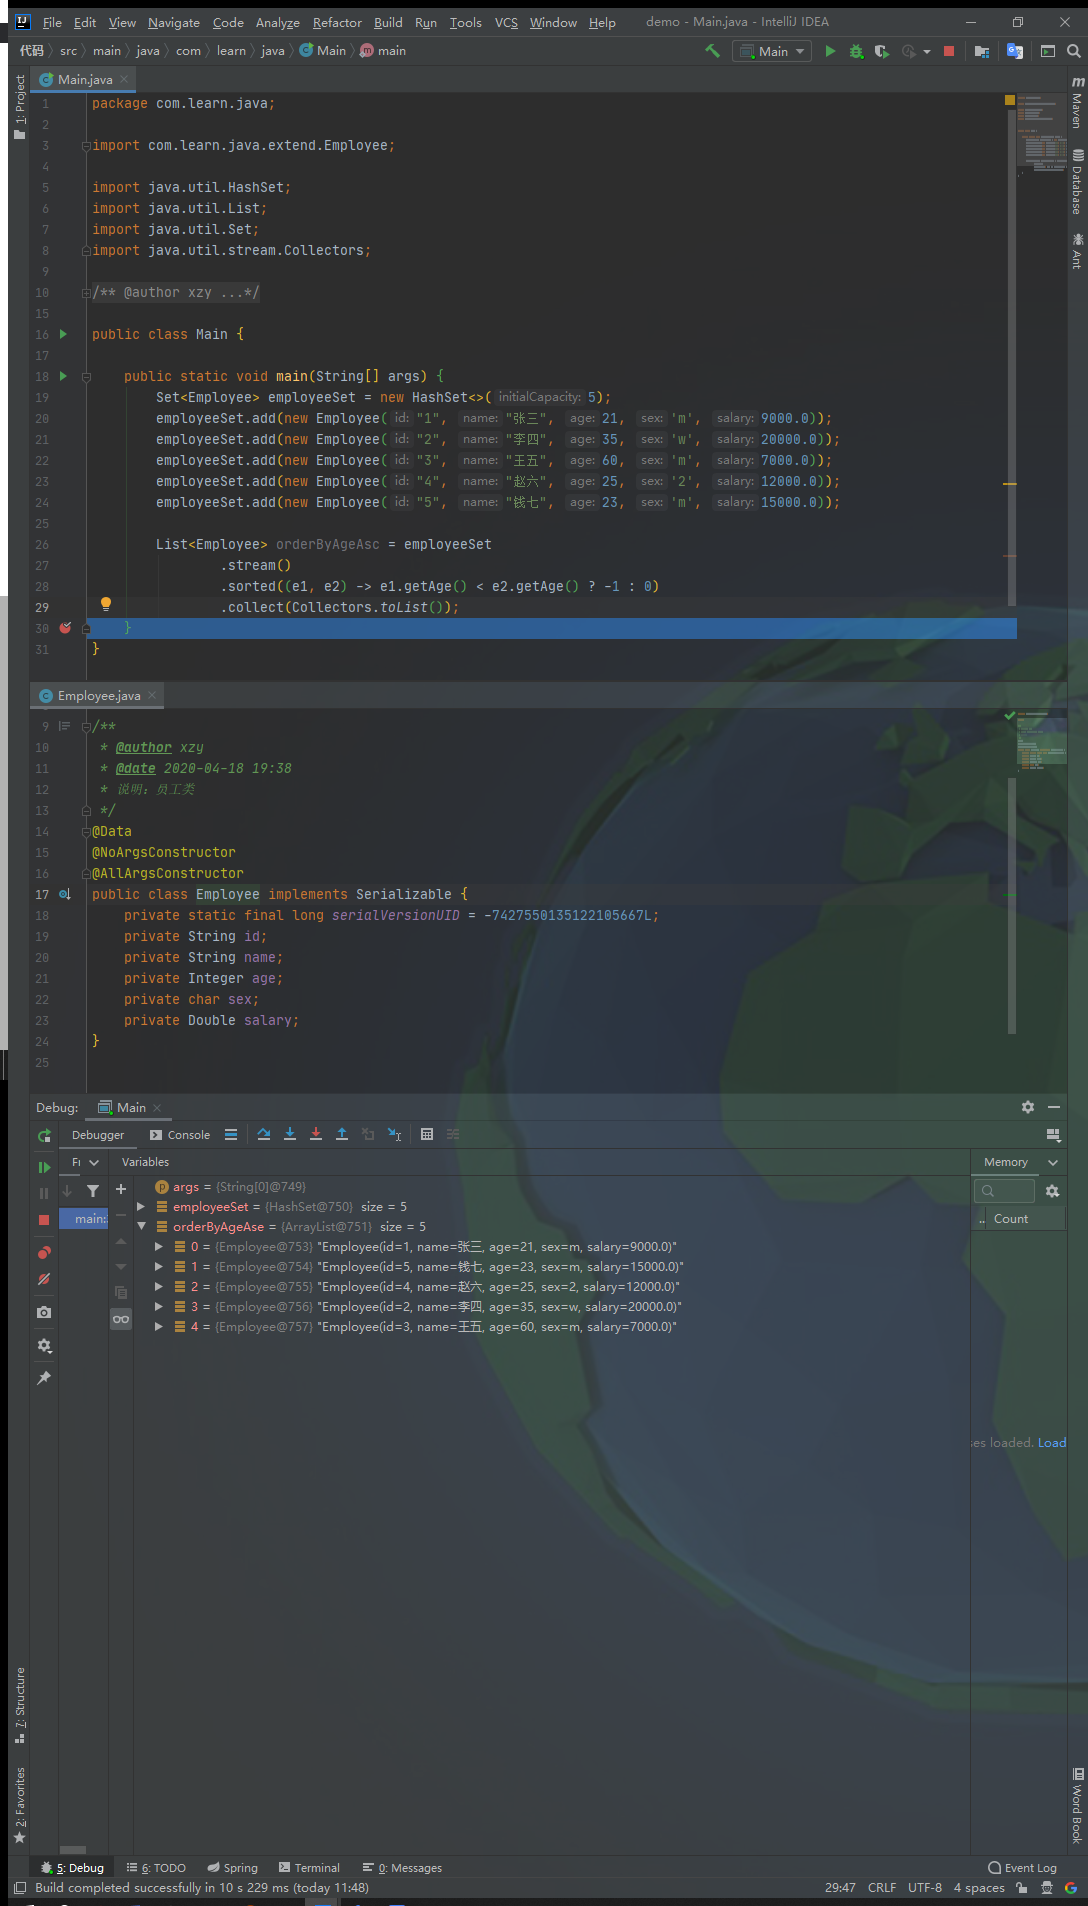 File Edit View Navigate Code Analyze Refactor Build Run Tools VCS Window Help demo - Main.java - IntelliJ IDEA
代码 src main java com learn java Main main Main
1: Project
Main.java
1 package com.learn.java;
2
3 import com.learn.java.extend.Employee;
4
5 import java.util.HashSet;
6 import java.util.List;
7 import java.util.Set;
8 import java.util.stream.Collectors;
9
10 /** @author xzy ...*/
15
16 public class Main {
17
18 public static void main(String[] args) {
19 Set<Employee> employeeSet = new HashSet<>( initialCapacity: 5);
20 employeeSet.add(new Employee( id: "1", name: "张三", age: 21, sex: 'm', salary: 9000.0));
21 employeeSet.add(new Employee( id: "2", name: "李四", age: 35, sex: 'w', salary: 20000.0));
22 employeeSet.add(new Employee( id: "3", name: "王五", age: 60, sex: 'm', salary: 7000.0));
23 employeeSet.add(new Employee( id: "4", name: "赵六", age: 25, sex: '2', salary: 12000.0));
24 employeeSet.add(new Employee( id: "5", name: "钱七", age: 23, sex: 'm', salary: 15000.0));
25
26 List<Employee> orderByAgeAsc = employeeSet
27 .stream()
28 .sorted((e1, e2) -> e1.getAge() < e2.getAge() ? -1 : 0)
29 .collect(Collectors.toList());
30 }
31 }
m Maven
Database
Ant
Employee.java
9 /**
10 * @author xzy
11 * @date 2020-04-18 19:38
12 * 说明：员工类
13 */
14 @Data
15 @NoArgsConstructor
16 @AllArgsConstructor
17 public class Employee implements Serializable {
18 private static final long serialVersionUID = -7427550135122105667L;
19 private String id;
20 private String name;
21 private Integer age;
22 private char sex;
23 private Double salary;
24 }
25
Debug: Main
Debugger Console
Fr Variables Memory
args = {String[0]@749}
employeeSet = {HashSet@750} size = 5
orderByAgeAse = {ArrayList@751} size = 5
0 = {Employee@753} "Employee(id=1, name=张三, age=21, sex=m, salary=9000.0)"
1 = {Employee@754} "Employee(id=5, name=钱七, age=23, sex=m, salary=15000.0)"
2 = {Employee@755} "Employee(id=4, name=赵六, age=25, sex=2, salary=12000.0)"
3 = {Employee@756} "Employee(id=2, name=李四, age=35, sex=w, salary=20000.0)"
4 = {Employee@757} "Employee(id=3, name=王五, age=60, sex=m, salary=7000.0)"
main:
.. Count
ses loaded. Load
7: Structure
2: Favorites
Word Book
5: Debug 6: TODO Spring Terminal 0: Messages Event Log
Build completed successfully in 10 s 229 ms (today 11:48) 29:47 CRLF UTF-8 4 spaces